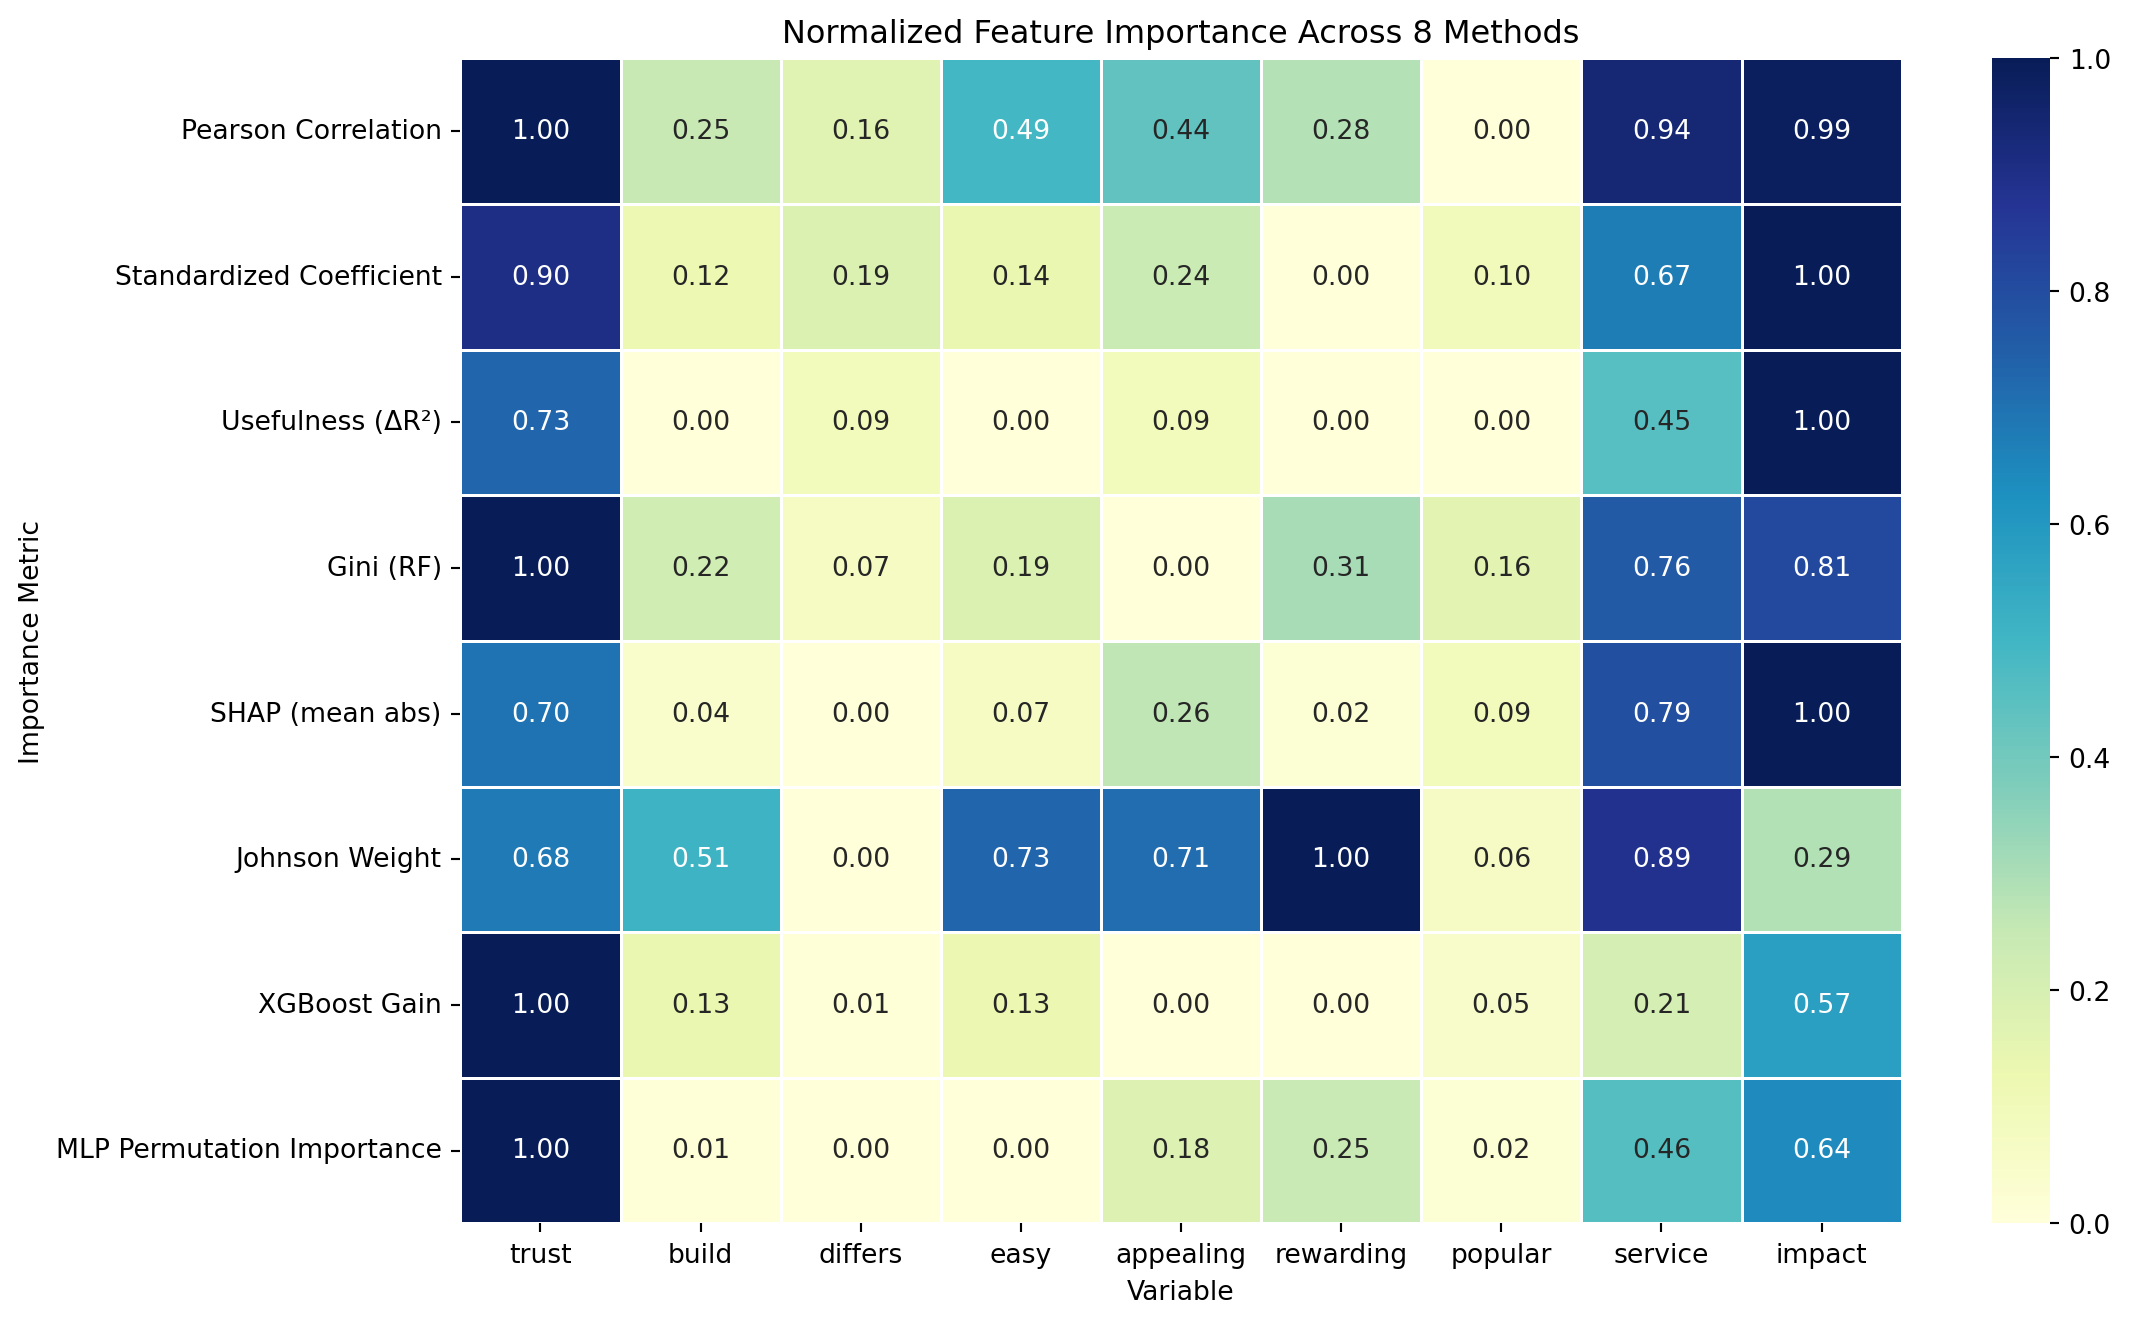 Normalized Feature Importance Across 8 Methods
Importance Metric
Pearson Correlation 1.00 0.25 0.16 0.49 0.44 0.28 0.00 0.94 0.99
Standardized Coefficient 0.90 0.12 0.19 0.14 0.24 0.00 0.10 0.67 1.00
Usefulness (ΔR²) 0.73 0.00 0.09 0.00 0.09 0.00 0.00 0.45 1.00
Gini (RF) 1.00 0.22 0.07 0.19 0.00 0.31 0.16 0.76 0.81
SHAP (mean abs) 0.70 0.04 0.00 0.07 0.26 0.02 0.09 0.79 1.00
Johnson Weight 0.68 0.51 0.00 0.73 0.71 1.00 0.06 0.89 0.29
XGBoost Gain 1.00 0.13 0.01 0.13 0.00 0.00 0.05 0.21 0.57
MLP Permutation Importance 1.00 0.01 0.00 0.00 0.18 0.25 0.02 0.46 0.64
trust build differs easy appealing rewarding popular service impact
Variable
1.0
0.8
0.6
0.4
0.2
0.0